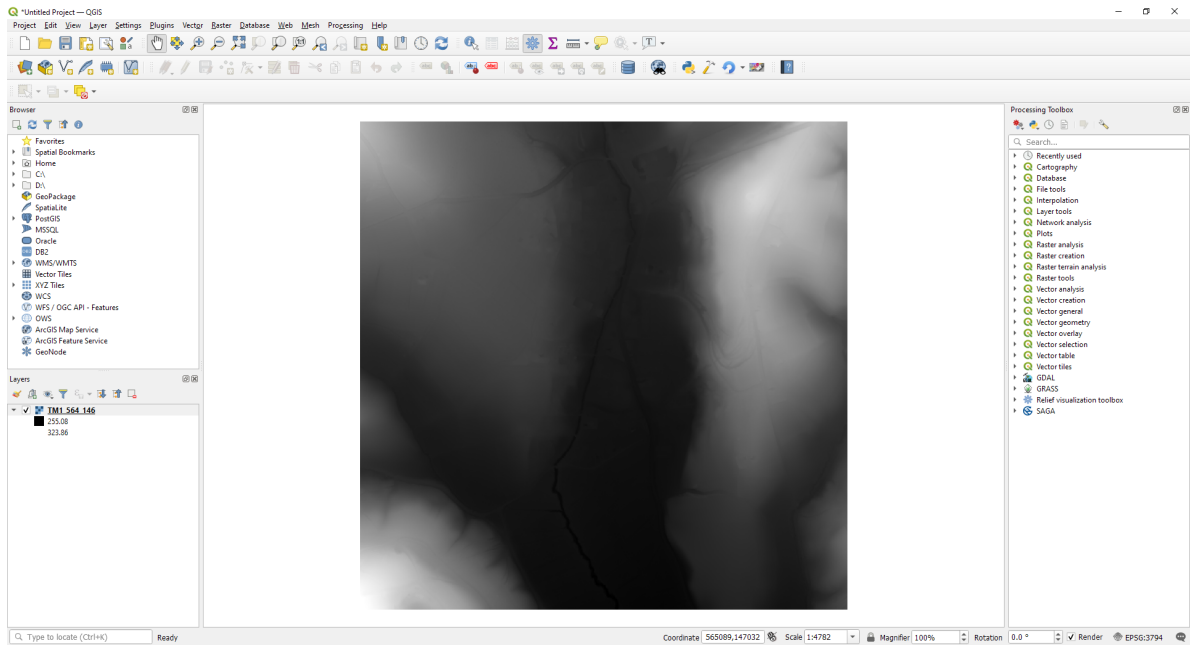 *Untitled Project — QGIS
Project Edit View Layer Settings Plugins Vector Raster Database Web Mesh Processing Help
Browser
Favorites
Spatial Bookmarks
Home
C:\
D:\
GeoPackage
SpatiaLite
PostGIS
MSSQL
Oracle
DB2
WMS/WMTS
Vector Tiles
XYZ Tiles
WCS
WFS / OGC API - Features
OWS
ArcGIS Map Service
ArcGIS Feature Service
GeoNode
Layers
TM1_564_146
255.08
323.86
Processing Toolbox
Search...
Recently used
Cartography
Database
File tools
Interpolation
Layer tools
Network analysis
Plots
Raster analysis
Raster creation
Raster terrain analysis
Raster tools
Vector analysis
Vector creation
Vector general
Vector geometry
Vector overlay
Vector selection
Vector table
Vector tiles
GDAL
GRASS
Relief visualization toolbox
SAGA
Type to locate (Ctrl+K) Ready Coordinate 565089,147032 Scale 1:4782 Magnifier 100% Rotation 0.0 ° Render EPSG:3794